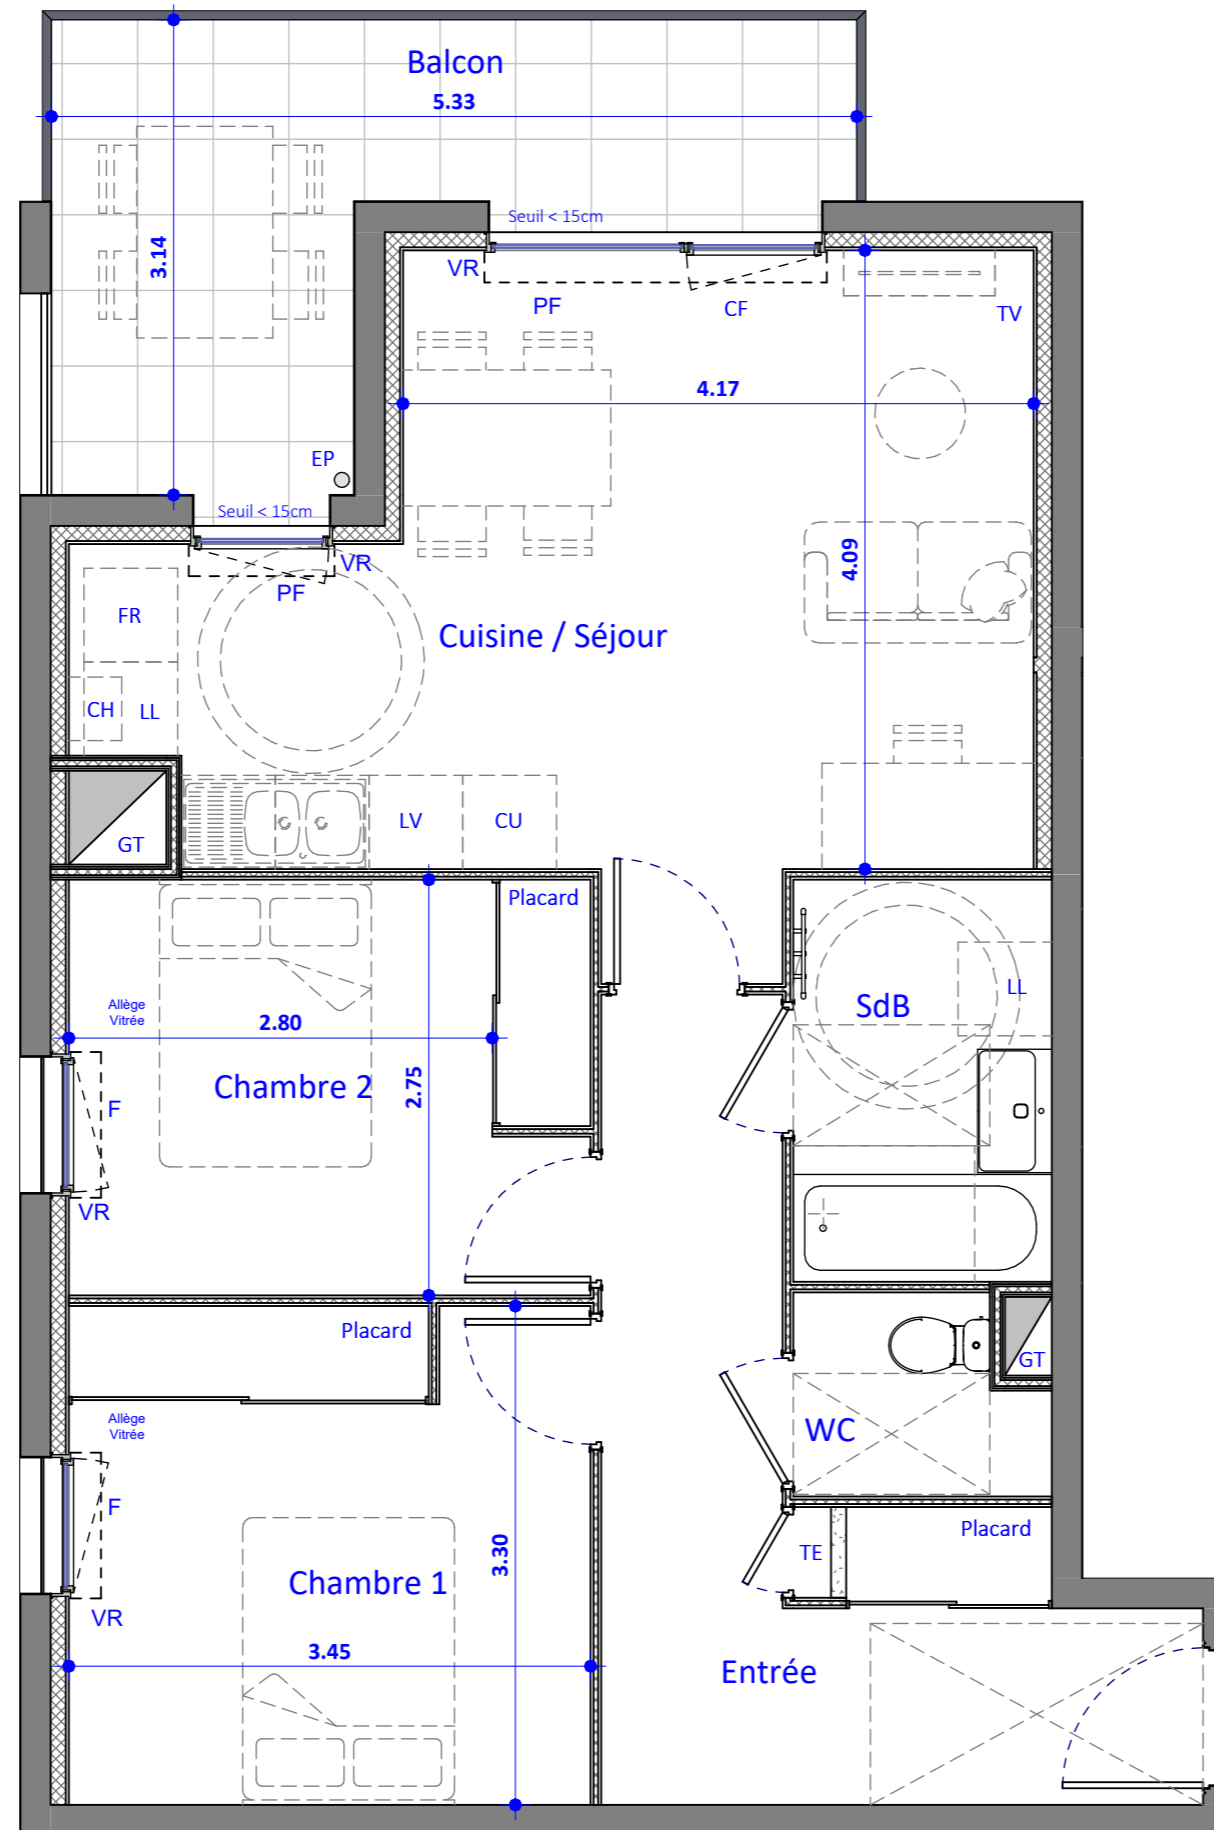 Balcon
5.33
3.14
Seuil < 15cm
VR
PF
CF
TV
4.17
EP
Seuil < 15cm
VR
PF
4.09
FR
Cuisine / Séjour
CH
LL
GT
LV
CU
Placard
Allège
Vitrée
2.80
SdB
LL
Chambre 2
2.75
F
VR
Placard
GT
Allège
Vitrée
WC
F
Placard
TE
3.30
Chambre 1
VR
3.45
Entrée